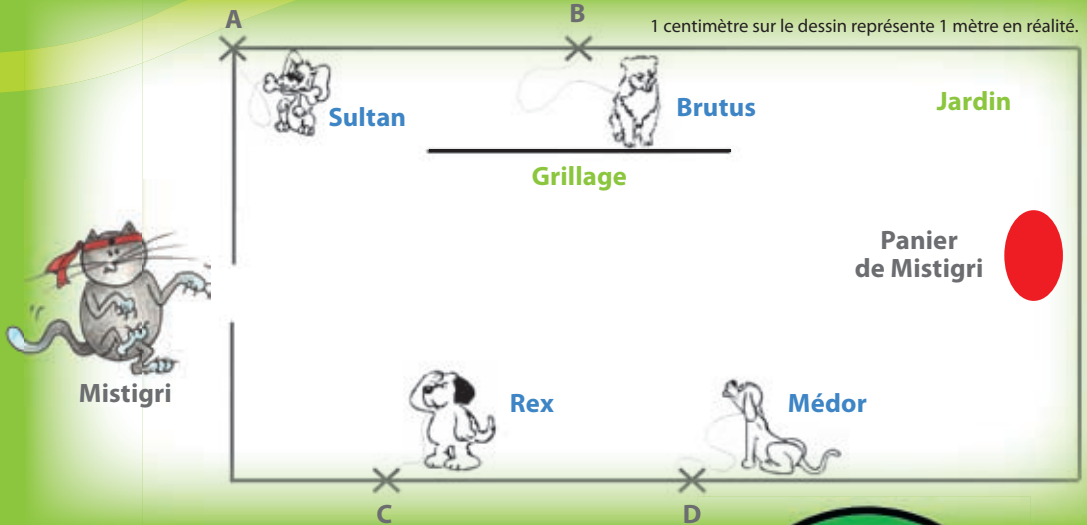 A
B
1 centimètre sur le dessin représente 1 mètre en réalité.
Sultan
Brutus
Jardin
Grillage
Panier
de Mistigri
Mistigri
Rex
Médor
C
D